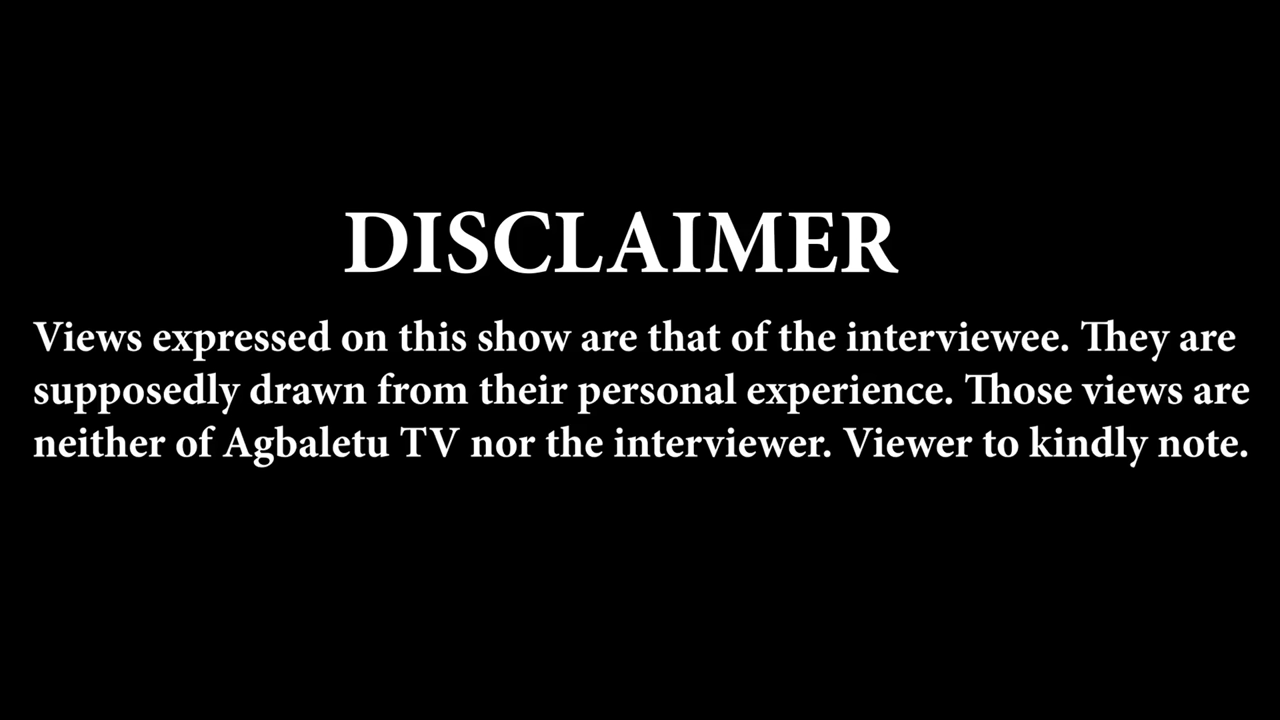 DISCLAIMER
Views expressed on this show are that of the interviewee. They are
supposedly drawn from their personal experience. Those views are
neither of Agbaletu TV nor the interviewer. Viewer to kindly note.